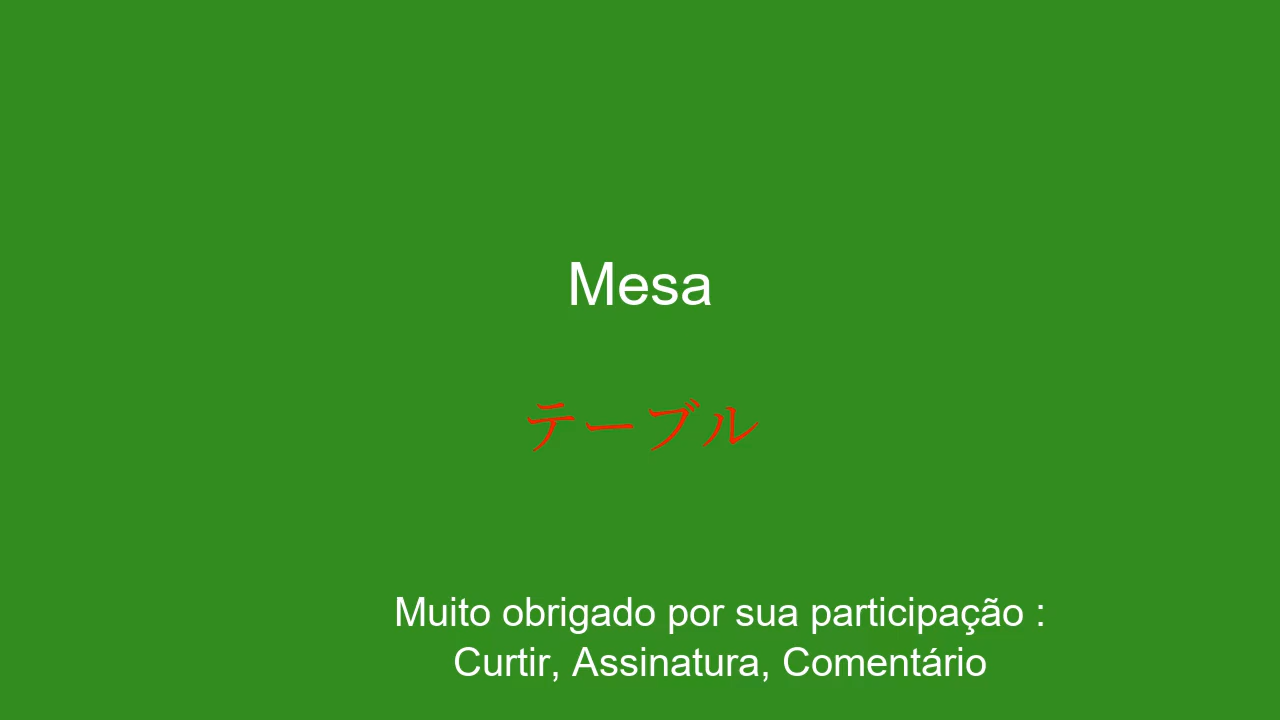 Mesa
テーブル
Muito obrigado por sua participação :
Curtir, Assinatura, Comentário